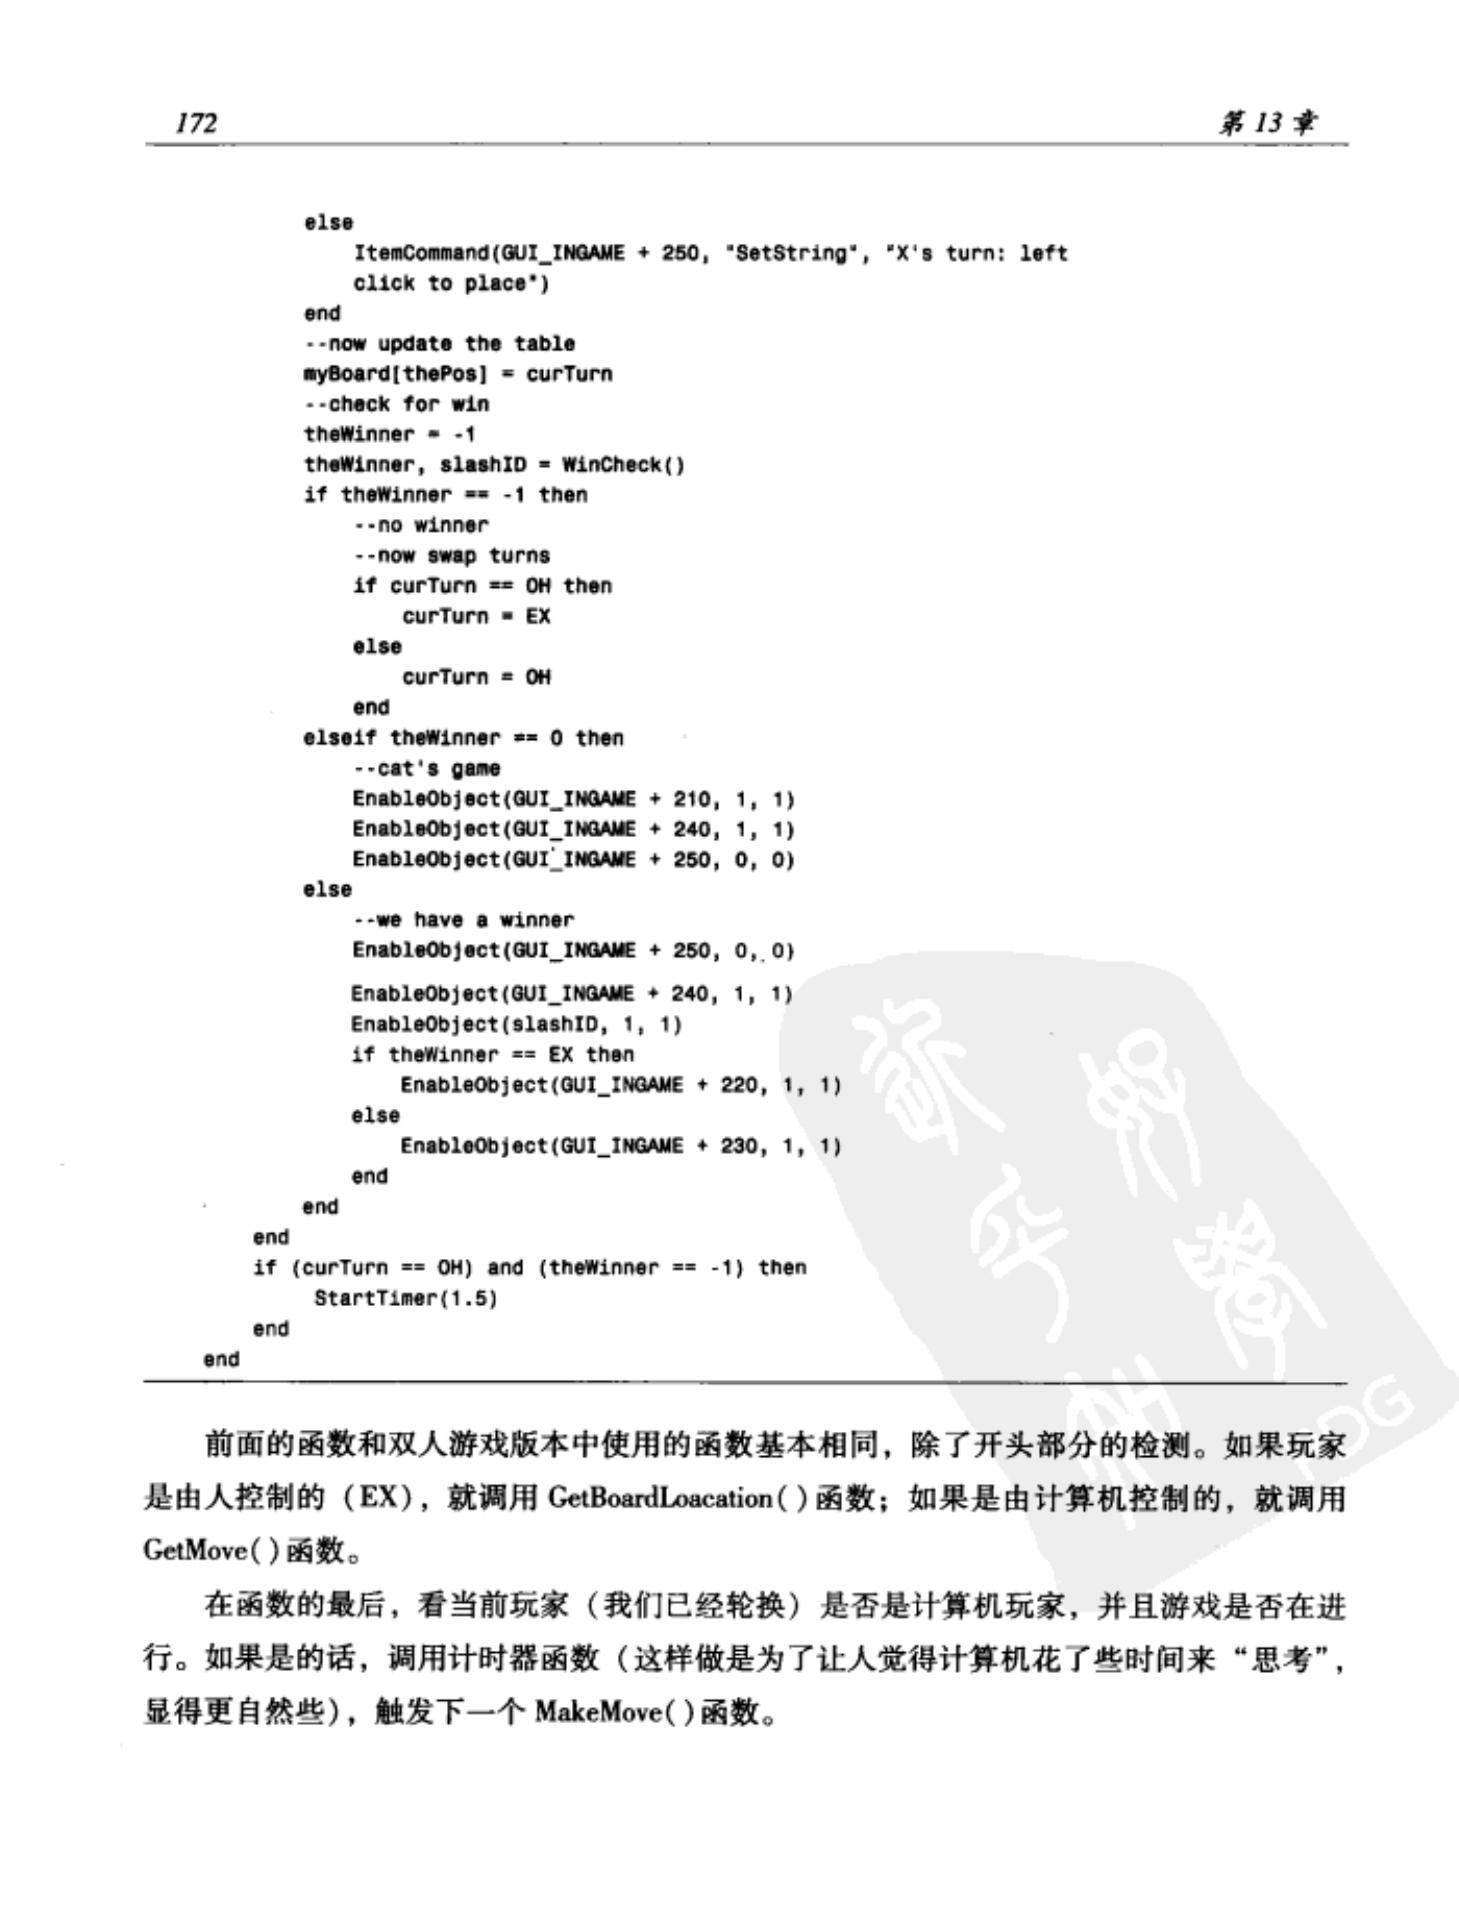 172
第 13 章
else
ItemCommand(GUI_INGAME + 250, "SetString", "X's turn: left
click to place")
end
--now update the table
myBoard[thePos] = curTurn
--check for win
theWinner = -1
theWinner, slashID = WinCheck()
if theWinner == -1 then
--no winner
--now swap turns
if curTurn == OH then
curTurn = EX
else
curTurn = OH
end
elseif theWinner == 0 then
--cat's game
EnableObject(GUI_INGAME + 210, 1, 1)
EnableObject(GUI_INGAME + 240, 1, 1)
EnableObject(GUI_INGAME + 250, 0, 0)
else
--we have a winner
EnableObject(GUI_INGAME + 250, 0, 0)
EnableObject(GUI_INGAME + 240, 1, 1)
EnableObject(slashID, 1, 1)
if theWinner == EX then
EnableObject(GUI_INGAME + 220, 1, 1)
else
EnableObject(GUI_INGAME + 230, 1, 1)
end
end
end
if (curTurn == OH) and (theWinner == -1) then
StartTimer(1.5)
end
end
前面的函数和双人游戏版本中使用的函数基本相同，除了开头部分的检测。如果玩家
是由人控制的（EX），就调用 GetBoardLoacation( )函数；如果是由计算机控制的，就调用
GetMove( )函数。
在函数的最后，看当前玩家（我们已经轮换）是否是计算机玩家，并且游戏是否在进
行。如果是的话，调用计时器函数（这样做是为了让人觉得计算机花了些时间来“思考”，
显得更自然些），触发下一个 MakeMove( )函数。